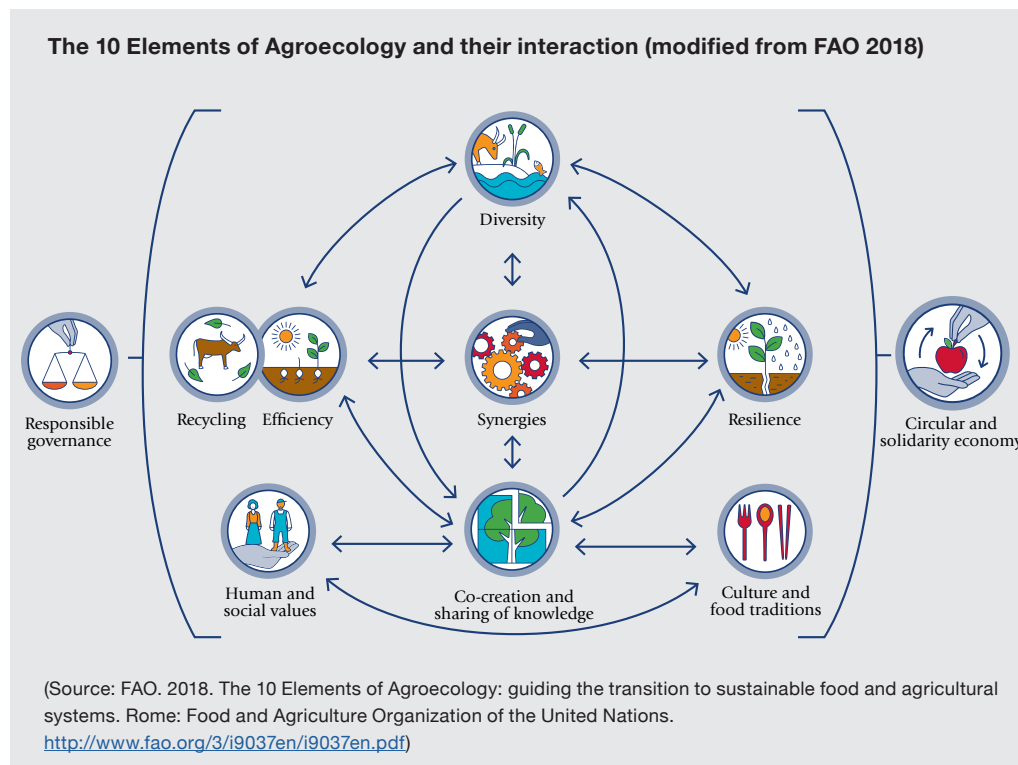 The 10 Elements of Agroecology and their interaction (modified from FAO 2018)
Diversity
Responsible
governance
Recycling
Efficiency
Synergies
Resilience
Circular and
solidarity economy
Human and
social values
Co-creation and
sharing of knowledge
Culture and
food traditions
(Source: FAO. 2018. The 10 Elements of Agroecology: guiding the transition to sustainable food and agricultural
systems. Rome: Food and Agriculture Organization of the United Nations.
http://www.fao.org/3/i9037en/i9037en.pdf)